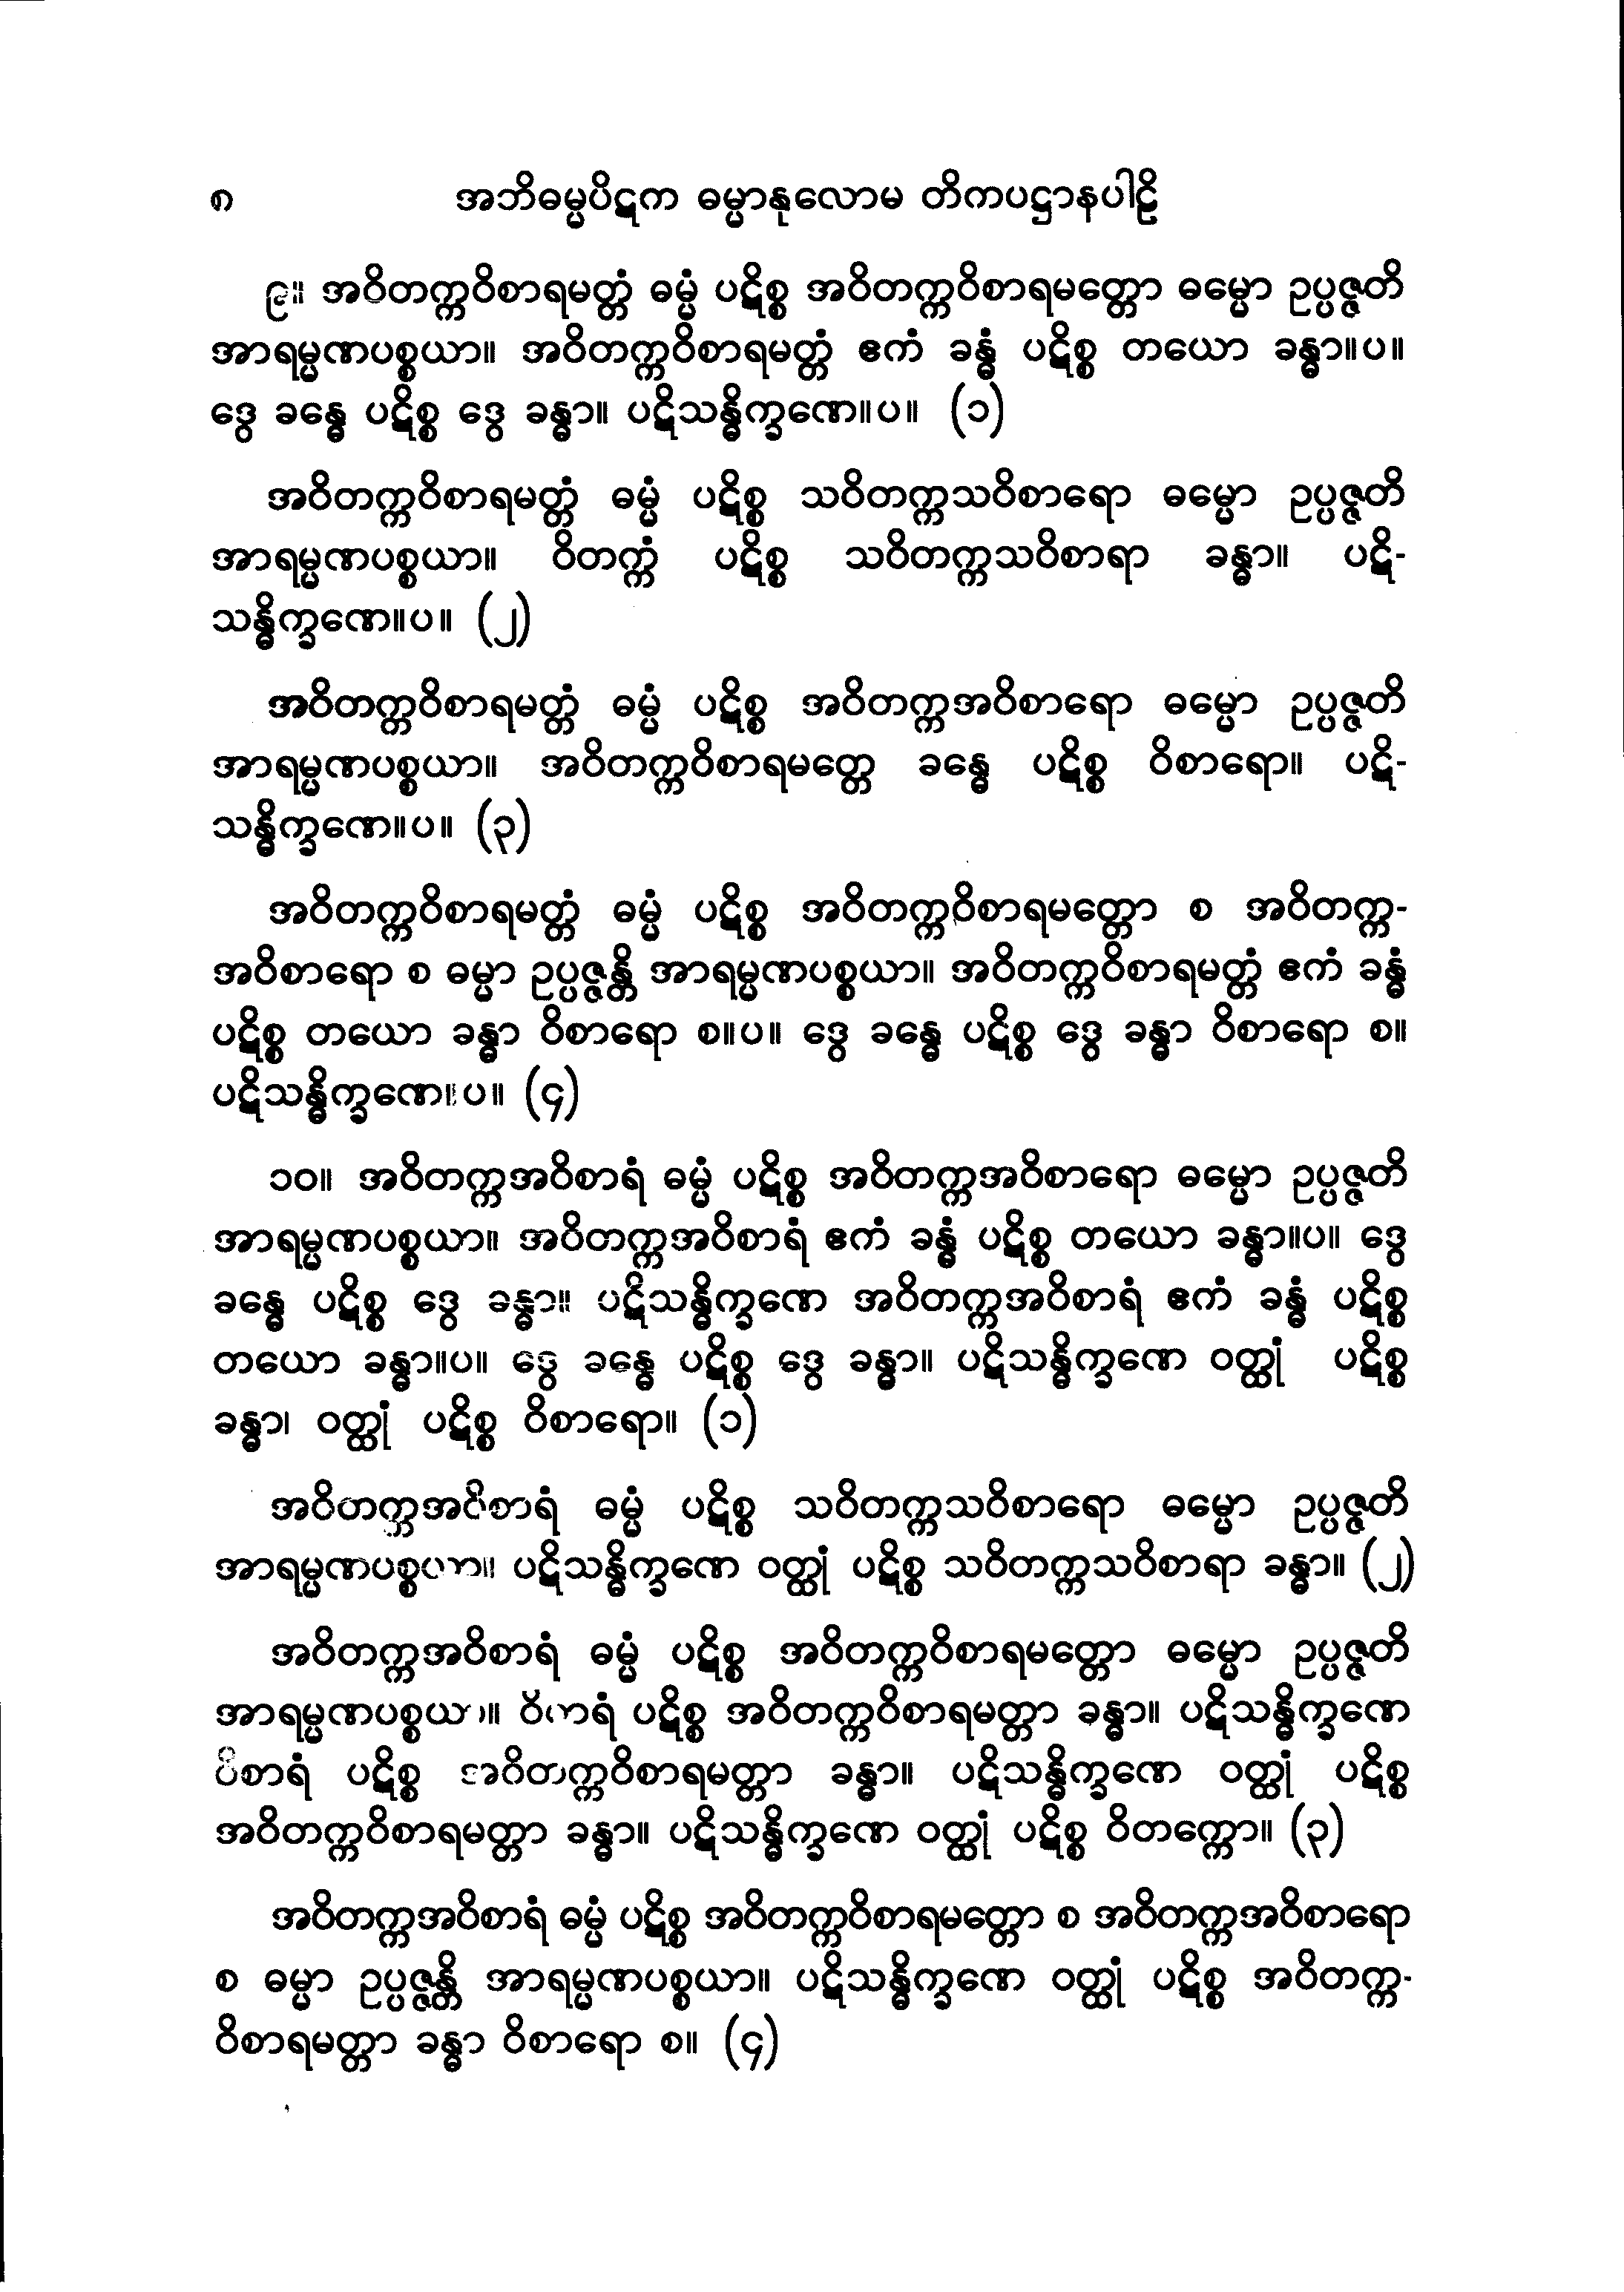 ၈ အဘိဓမ္မပိဋက ဓမ္မာနုလောမ တိကပဋ္ဌာနပါဠိ
၉။ အဝိတက္ကဝိစာရမတ္တံ ဓမ္မံ ပဋိစ္စ အဝိတက္ကဝိစာရမတ္တော ဓမ္မော ဥပ္ပဇ္ဇတိ
အာရမ္မဏပစ္စယာ။ အဝိတက္ကဝိစာရမတ္တံ ဧကံ ခန္ဓံ ပဋိစ္စ တယော ခန္ဓာ။ပ။
ဒွေ ခန္ဓေ ပဋိစ္စ ဒွေ ခန္ဓာ။ ပဋိသန္ဓိက္ခဏေ။ပ။ (၁)
အဝိတက္ကဝိစာရမတ္တံ ဓမ္မံ ပဋိစ္စ သဝိတက္ကသဝိစာရော ဓမ္မော ဥပ္ပဇ္ဇတိ
အာရမ္မဏပစ္စယာ။ ဝိတက္ကံ ပဋိစ္စ သဝိတက္ကသဝိစာရာ ခန္ဓာ။ ပဋိ-
သန္ဓိက္ခဏေ။ပ။ (၂)
အဝိတက္ကဝိစာရမတ္တံ ဓမ္မံ ပဋိစ္စ အဝိတက္ကအဝိစာရော ဓမ္မော ဥပ္ပဇ္ဇတိ
အာရမ္မဏပစ္စယာ။ အဝိတက္ကဝိစာရမတ္တေ ခန္ဓေ ပဋိစ္စ ဝိစာရော။ ပဋိ-
သန္ဓိက္ခဏေ။ပ။ (၃)
အဝိတက္ကဝိစာရမတ္တံ ဓမ္မံ ပဋိစ္စ အဝိတက္ကဝိစာရမတ္တော စ အဝိတက္က-
အဝိစာရော စ ဓမ္မာ ဥပ္ပဇ္ဇန္တိ အာရမ္မဏပစ္စယာ။ အဝိတက္ကဝိစာရမတ္တံ ဧကံ ခန္ဓံ
ပဋိစ္စ တယော ခန္ဓာ ဝိစာရော စ။ပ။ ဒွေ ခန္ဓေ ပဋိစ္စ ဒွေ ခန္ဓာ ဝိစာရော စ။
ပဋိသန္ဓိက္ခဏေ။ပ။ (၄)
၁၀။ အဝိတက္ကအဝိစာရံ ဓမ္မံ ပဋိစ္စ အဝိတက္ကအဝိစာရော ဓမ္မော ဥပ္ပဇ္ဇတိ
အာရမ္မဏပစ္စယာ။ အဝိတက္ကအဝိစာရံ ဧကံ ခန္ဓံ ပဋိစ္စ တယော ခန္ဓာ။ပ။ ဒွေ
ခန္ဓေ ပဋိစ္စ ဒွေ ခန္ဓာ။ ပဋိသန္ဓိက္ခဏေ အဝိတက္ကအဝိစာရံ ဧကံ ခန္ဓံ ပဋိစ္စ
တယော ခန္ဓာ။ပ။ ဒွေ ခန္ဓေ ပဋိစ္စ ဒွေ ခန္ဓာ။ ပဋိသန္ဓိက္ခဏေ ဝတ္ထုံ ပဋိစ္စ
ခန္ဓာ၊ ဝတ္ထုံ ပဋိစ္စ ဝိစာရော။ (၁)
အဝိတက္ကအဝိစာရံ ဓမ္မံ ပဋိစ္စ သဝိတက္ကသဝိစာရော ဓမ္မော ဥပ္ပဇ္ဇတိ
အာရမ္မဏပစ္စယာ။ ပဋိသန္ဓိက္ခဏေ ဝတ္ထုံ ပဋိစ္စ သဝိတက္ကသဝိစာရာ ခန္ဓာ။ (၂)
အဝိတက္ကအဝိစာရံ ဓမ္မံ ပဋိစ္စ အဝိတက္ကဝိစာရမတ္တော ဓမ္မော ဥပ္ပဇ္ဇတိ
အာရမ္မဏပစ္စယာ။ ဝိစာရံ ပဋိစ္စ အဝိတက္ကဝိစာရမတ္တာ ခန္ဓာ။ ပဋိသန္ဓိက္ခဏေ
ဝိစာရံ ပဋိစ္စ အဝိတက္ကဝိစာရမတ္တာ ခန္ဓာ။ ပဋိသန္ဓိက္ခဏေ ဝတ္ထုံ ပဋိစ္စ
အဝိတက္ကဝိစာရမတ္တာ ခန္ဓာ။ ပဋိသန္ဓိက္ခဏေ ဝတ္ထုံ ပဋိစ္စ ဝိတက္ကော။ (၃)
အဝိတက္ကအဝိစာရံ ဓမ္မံ ပဋိစ္စ အဝိတက္ကဝိစာရမတ္တော စ အဝိတက္ကအဝိစာရော
စ ဓမ္မာ ဥပ္ပဇ္ဇန္တိ အာရမ္မဏပစ္စယာ။ ပဋိသန္ဓိက္ခဏေ ဝတ္ထုံ ပဋိစ္စ အဝိတက္က-
ဝိစာရမတ္တာ ခန္ဓာ ဝိစာရော စ။ (၄)